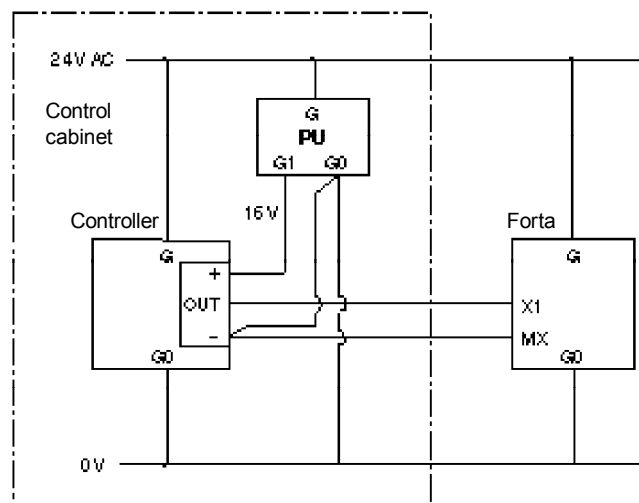 24V AC
Control
cabinet
G
PU
G1 G0
16 V
Controller
Forta
G
G
+
OUT
X1
-
MX
G0
G0
0 V